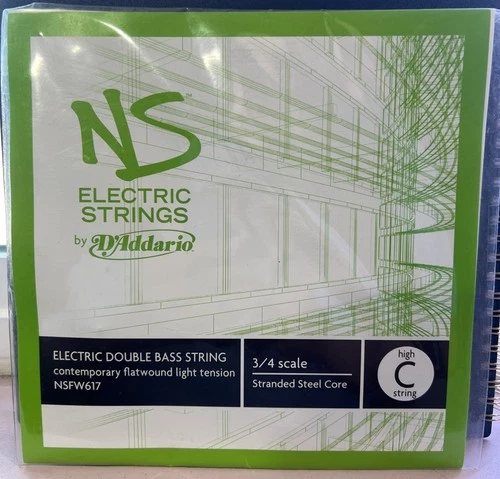 NS™
ELECTRIC
STRINGS
by D'Addario
ELECTRIC DOUBLE BASS STRING
contemporary flatwound light tension
NSFW617
3/4 scale
Stranded Steel Core
high
C
string